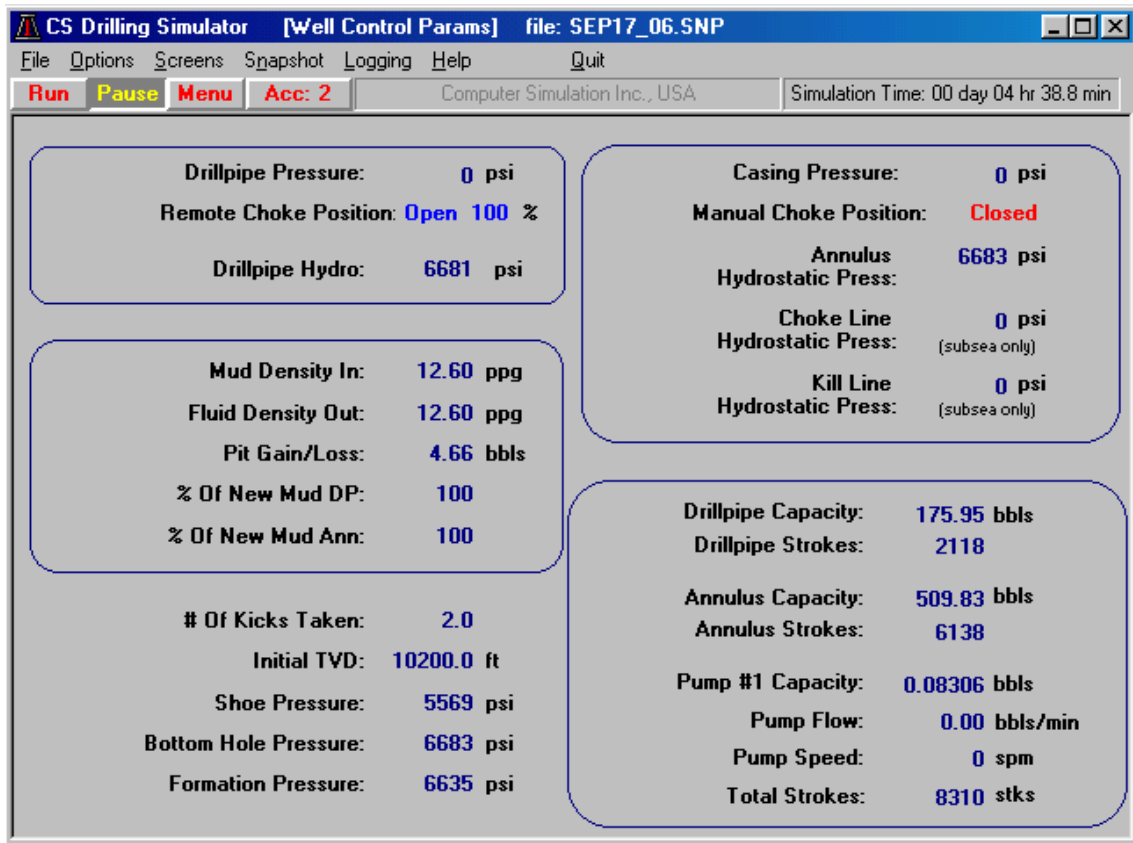 CS Drilling Simulator [Well Control Params] file: SEP17_06.SNP
File Options Screens Snapshot Logging Help Quit
Run Pause Menu Acc: 2 Computer Simulation Inc., USA Simulation Time: 00 day 04 hr 38.8 min
Drillpipe Pressure: 0 psi
Remote Choke Position: Open 100 %
Drillpipe Hydro: 6681 psi
Casing Pressure: 0 psi
Manual Choke Position: Closed
Annulus 6683 psi
Hydrostatic Press:
Choke Line 0 psi
Hydrostatic Press: (subsea only)
Kill Line 0 psi
Hydrostatic Press: (subsea only)
Mud Density In: 12.60 ppg
Fluid Density Out: 12.60 ppg
Pit Gain/Loss: 4.66 bbls
% Of New Mud DP: 100
% Of New Mud Ann: 100
# Of Kicks Taken: 2.0
Initial TVD: 10200.0 ft
Shoe Pressure: 5569 psi
Bottom Hole Pressure: 6683 psi
Formation Pressure: 6635 psi
Drillpipe Capacity: 175.95 bbls
Drillpipe Strokes: 2118
Annulus Capacity: 509.83 bbls
Annulus Strokes: 6138
Pump #1 Capacity: 0.08306 bbls
Pump Flow: 0.00 bbls/min
Pump Speed: 0 spm
Total Strokes: 8310 stks